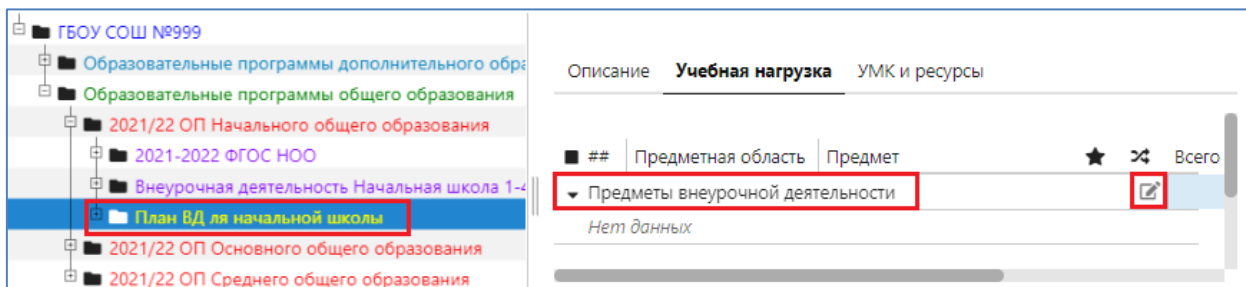 ГБОУ СОШ №999
Образовательные программы дополнительного обра
Образовательные программы общего образования
2021/22 ОП Начального общего образования
2021-2022 ФГОС НОО
Внеурочная деятельность Начальная школа 1-4
План ВД ля начальной школы
2021/22 ОП Основного общего образования
2021/22 ОП Среднего общего образования
Описание Учебная нагрузка УМК и ресурсы
## Предметная область Предмет Всего
Предметы внеурочной деятельности
Нет данных